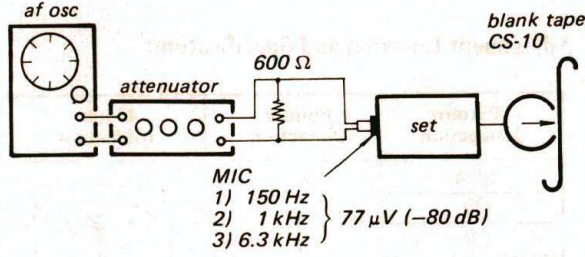 af osc
blank tape
CS-10
attenuator
600 Ω
set
MIC
1) 150 Hz
2) 1 kHz
3) 6.3 kHz
77 μV (−80 dB)